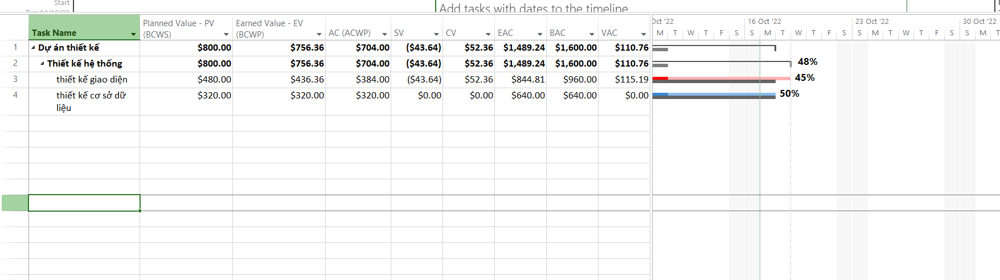 Start
Add tasks with dates to the timeline
Task Name
Planned Value - PV (BCWS)
Earned Value - EV (BCWP)
AC (ACWP)
SV
CV
EAC
BAC
VAC
Oct '22
16 Oct '22
23 Oct '22
30 Oct '22
M T W T F S S M T W T F S S M T W T F S S M T
1 Dự án thiết kế $800.00 $756.36 $704.00 ($43.64) $52.36 $1,489.24 $1,600.00 $110.76
2 Thiết kế hệ thống $800.00 $756.36 $704.00 ($43.64) $52.36 $1,489.24 $1,600.00 $110.76 48%
3 thiết kế giao diện $480.00 $436.36 $384.00 ($43.64) $52.36 $844.81 $960.00 $115.19 45%
4 thiết kế cơ sở dữ $320.00 $320.00 $320.00 $0.00 $0.00 $640.00 $640.00 $0.00 50%
liệu